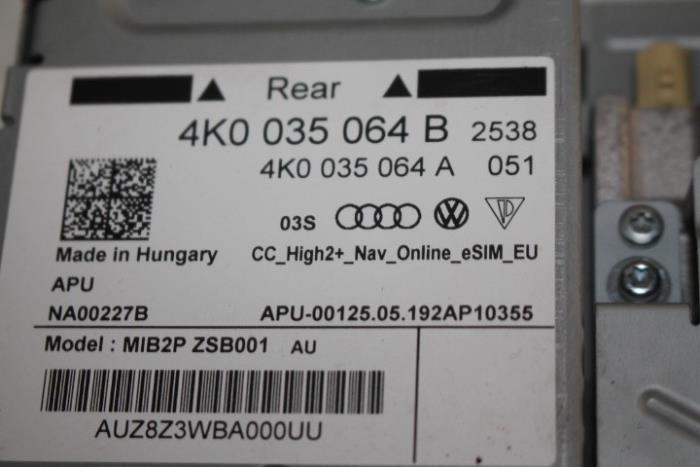 Rear
4K0 035 064 B 2538
4K0 035 064 A 051
03S
Made in Hungary CC_High2+_Nav_Online_eSIM_EU
APU
NA00227B APU-00125.05.192AP10355
Model : MIB2P ZSB001 AU
AUZ8Z3WBA000UU